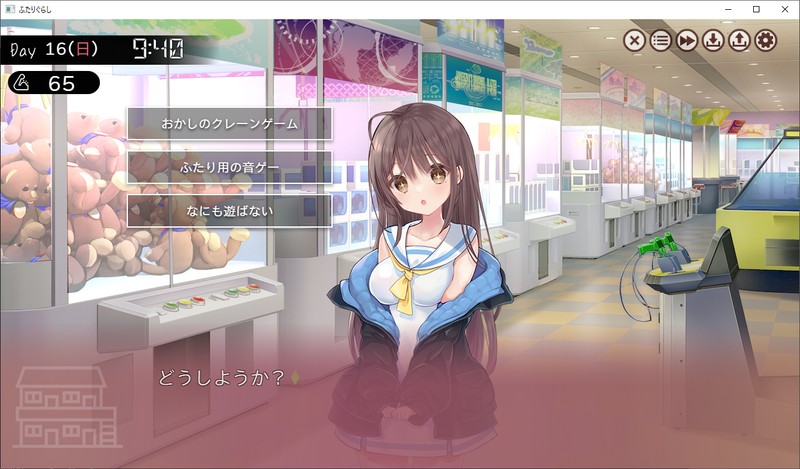 ふたりぐらし
Day 16(日) 9:40
65
おかしのクレーンゲーム
ふたり用の音ゲー
なにも遊ばない
どうしようか？